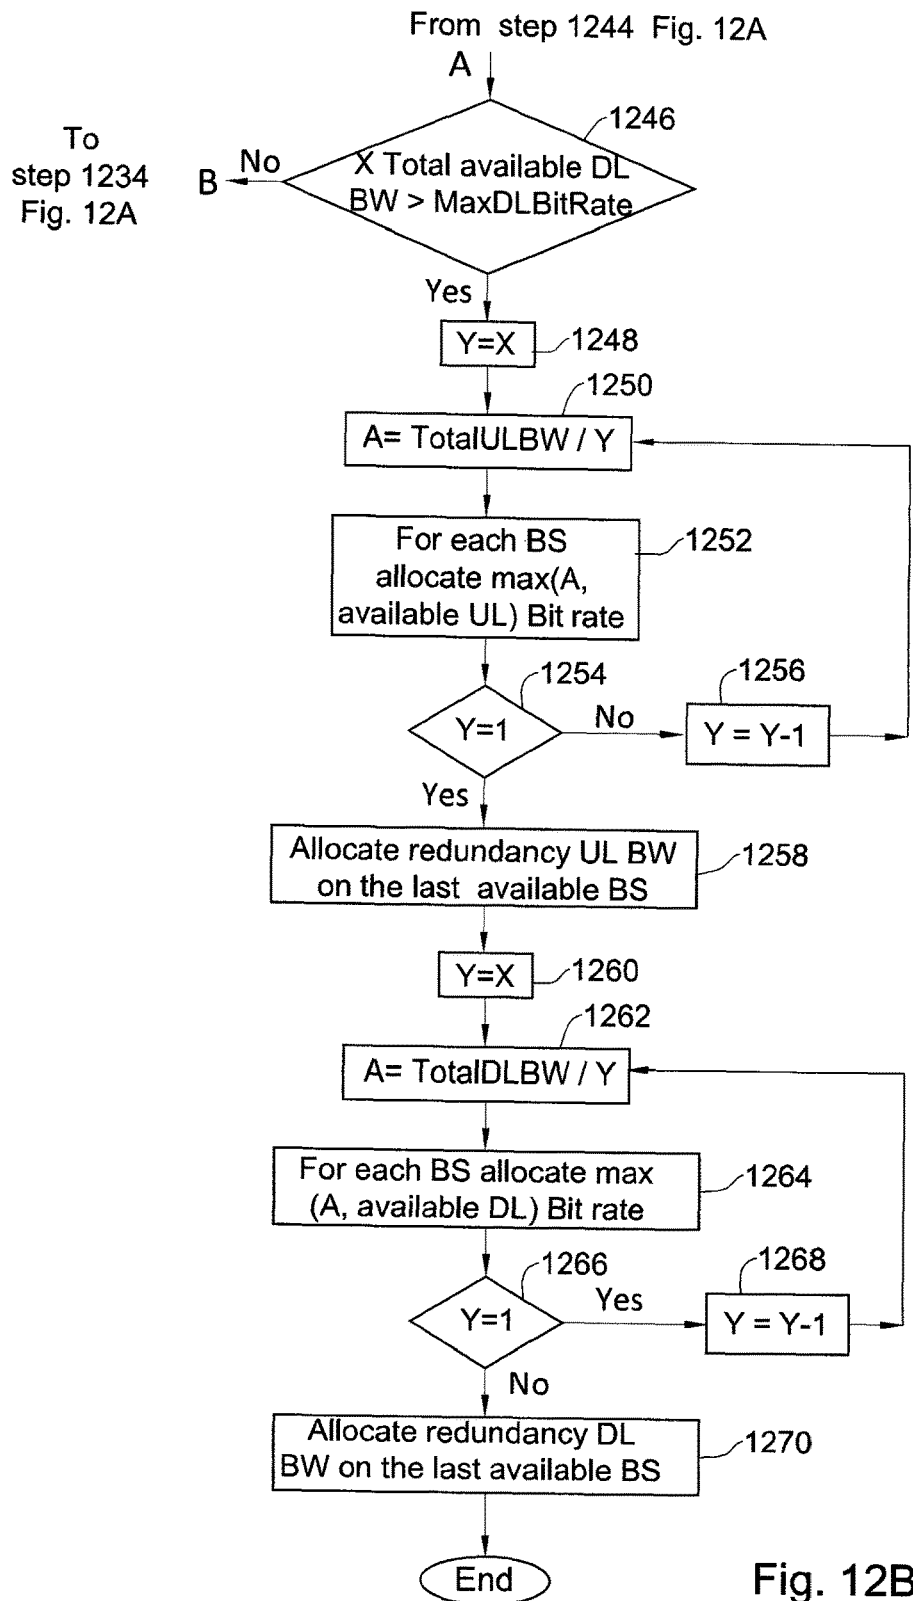 From step 1244 Fig. 12A
A
1246
To
step 1234
Fig. 12A
B
No
X Total available DL
BW > MaxDLBitRate
Yes
Y=X
1248
1250
A= TotalULBW / Y
For each BS
allocate max(A,
available UL) Bit rate
1252
1254
Y=1
No
1256
Y = Y-1
Yes
Allocate redundancy UL BW
on the last available BS
1258
Y=X
1260
1262
A= TotalDLBW / Y
For each BS allocate max
(A, available DL) Bit rate
1264
1266
Y=1
Yes
1268
Y = Y-1
No
Allocate redundancy DL
BW on the last available BS
1270
End
Fig. 12B